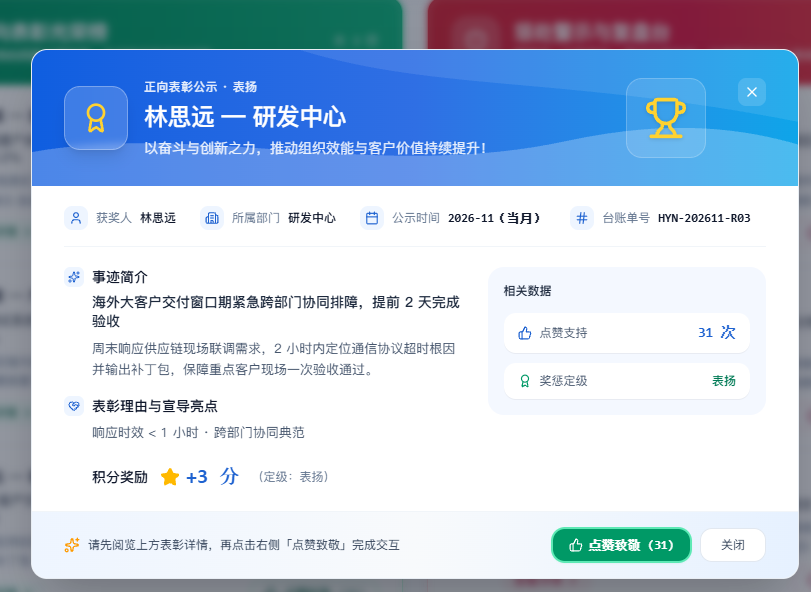 正向表彰公示 · 表扬
林思远 — 研发中心
以奋斗与创新之力，推动组织效能与客户价值持续提升！
获奖人 林思远 所属部门 研发中心 公示时间 2026-11（当月） 台账单号 HYN-202611-R03
事迹简介
海外大客户交付窗口期紧急跨部门协同排障，提前 2 天完成
验收
周末响应供应链现场联调需求，2 小时内定位通信协议超时根因
并输出补丁包，保障重点客户现场一次验收通过。
表彰理由与宣导亮点
响应时效 < 1 小时 · 跨部门协同典范
积分奖励 +3 分 （定级：表扬）
相关数据
点赞支持 31 次
奖惩定级 表扬
请先阅览上方表彰详情，再点击右侧「点赞致敬」完成交互
点赞致敬（31）
关闭